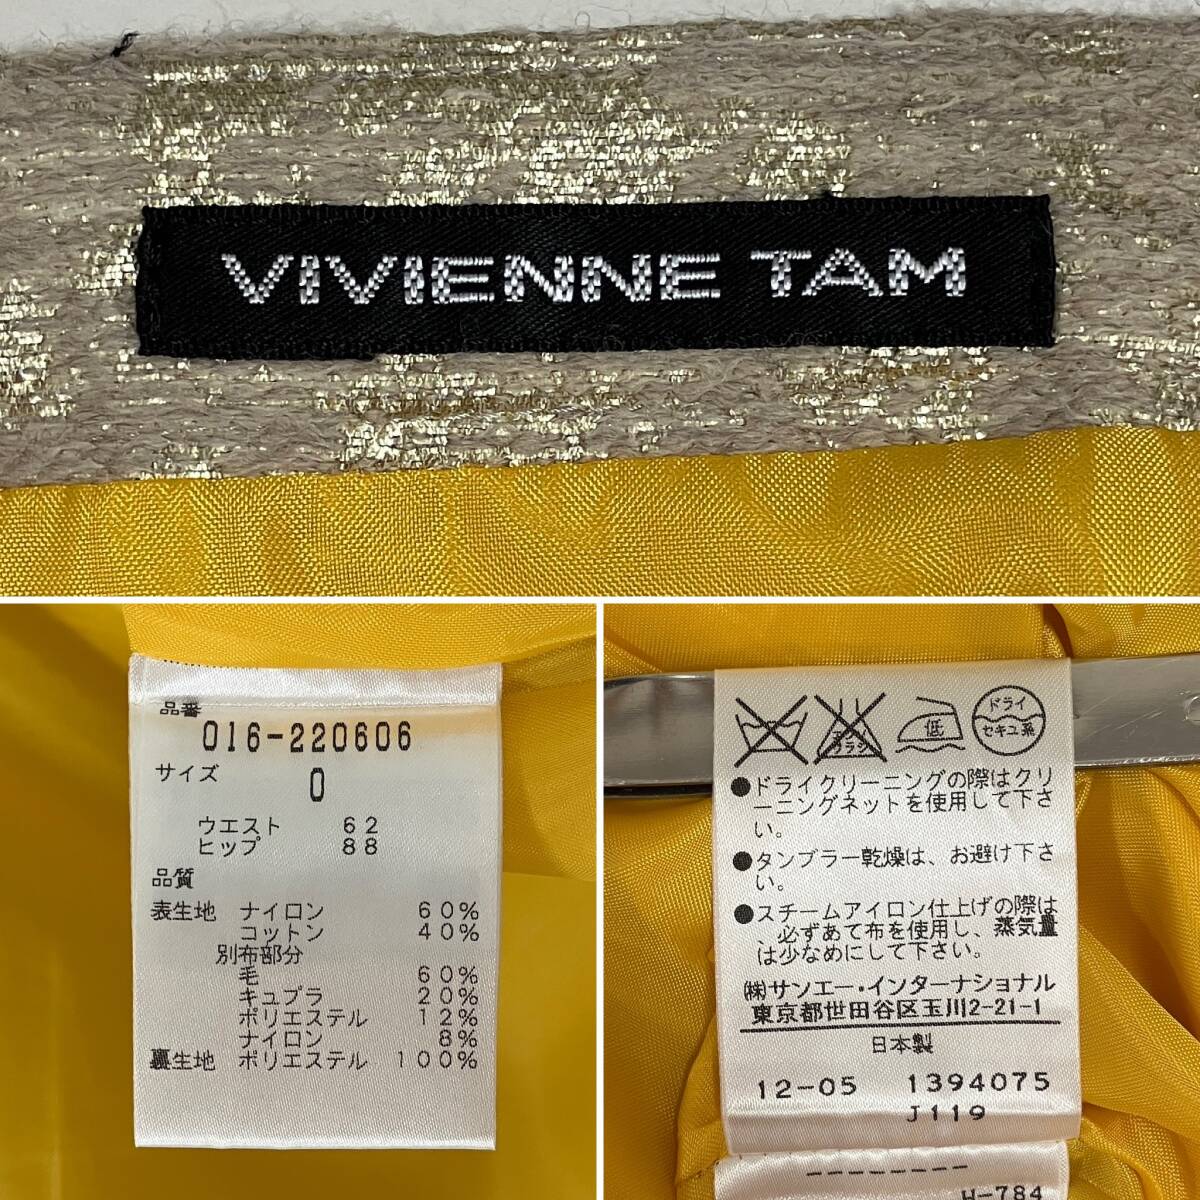 VIVIENNE TAM
品番
016-220606
サイズ
0
ウエスト 62
ヒップ 88
品質
表生地 ナイロン 60%
コットン 40%
別布部分
毛 60%
キュプラ 20%
ポリエステル 12%
ナイロン 8%
裏生地 ポリエステル 100%
低
ドライ
セキユ系
●ドライクリーニングの際はクリ
ーニングネットを使用して下さ
い。
●タンブラー乾燥は、お避け下さ
い。
●スチームアイロン仕上げの際は
、必ずあて布を使用し、蒸気量
は少なめにして下さい。
㈱サンエー・インターナショナル
東京都世田谷区玉川2-21-1
日本製
12-05 1394075
J119
--------
W-784